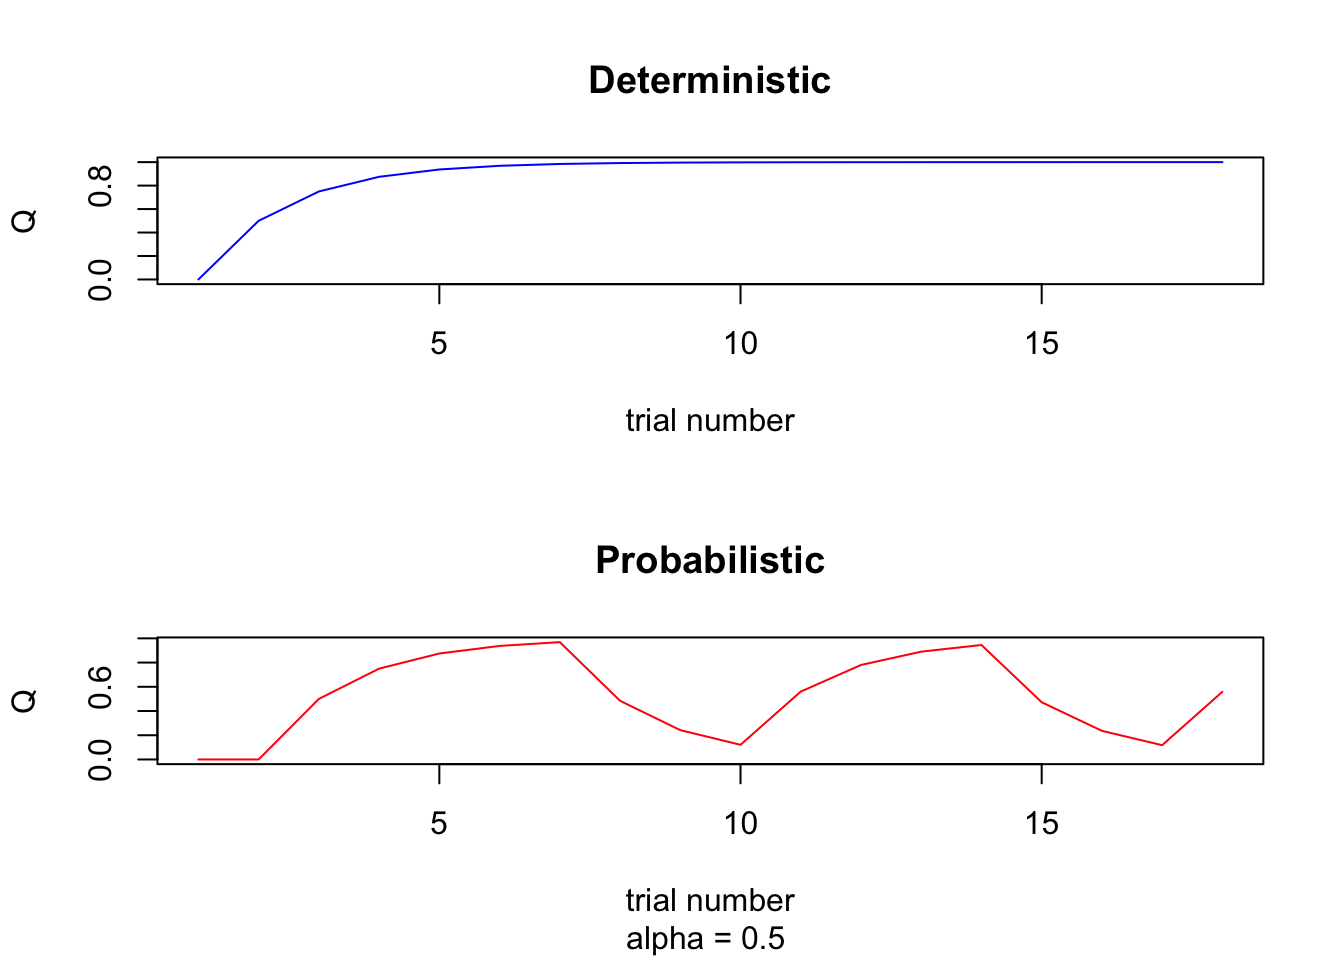 Deterministic
Q
0.8
0.0
5 10 15
trial number
Probabilistic
Q
0.6
0.0
5 10 15
trial number
alpha = 0.5